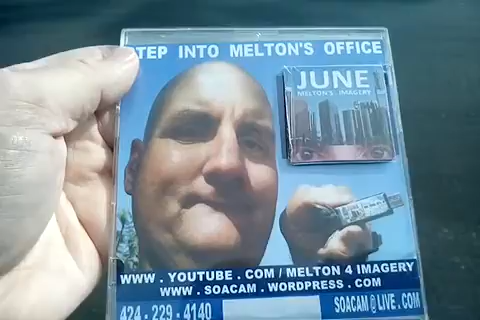 STEP INTO MELTON'S OFFICE
JUNE
MELTON'S IMAGERY
WWW . YOUTUBE . COM / MELTON 4 IMAGERY
WWW . SOACAM . WORDPRESS . COM
424 - 229 - 4140
SOACAM @ LIVE . COM